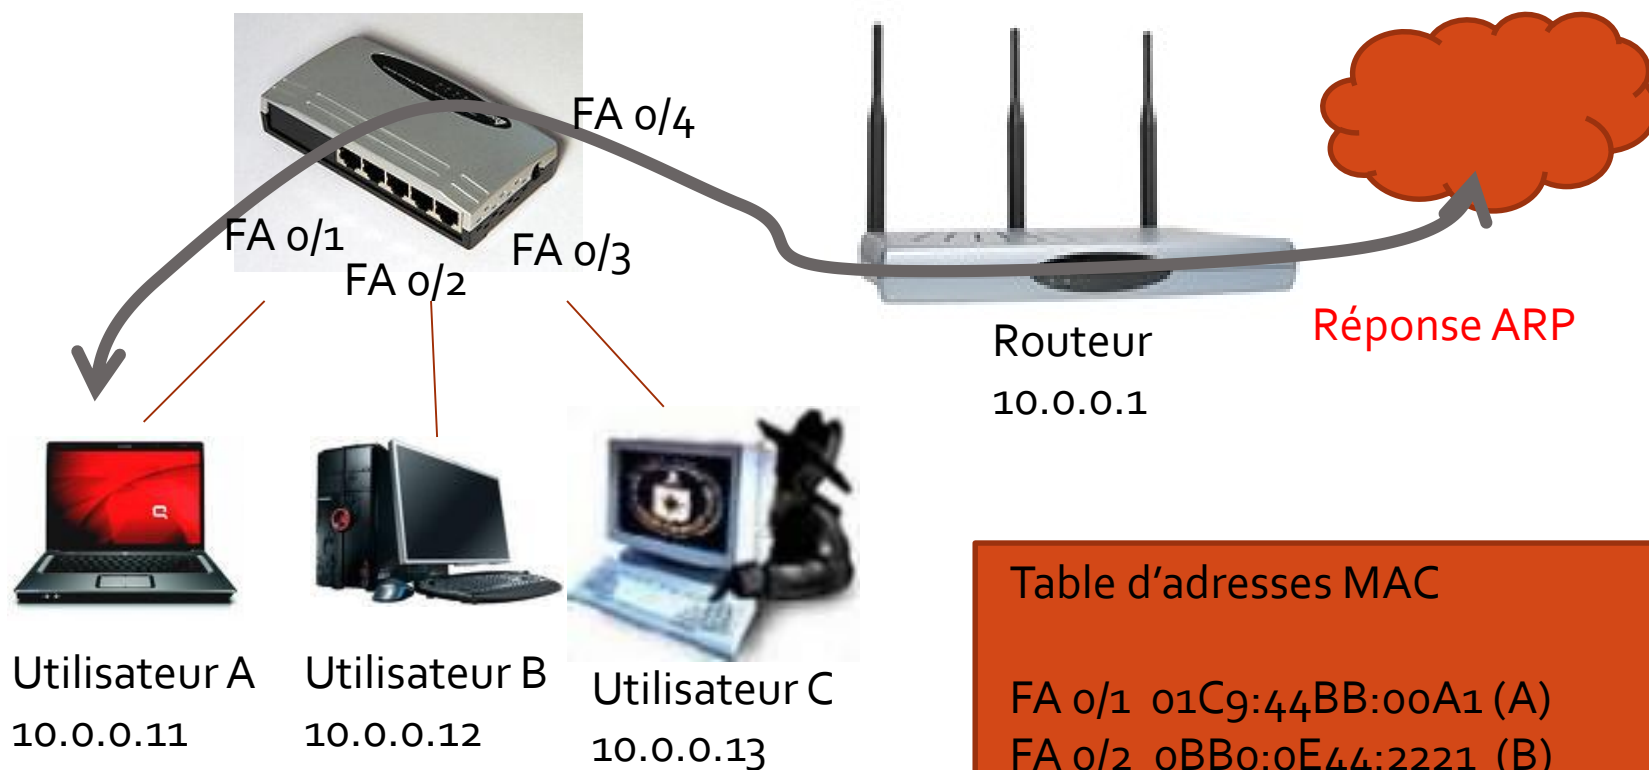 FA 0/4
FA 0/1
FA 0/2
FA 0/3
Routeur
10.0.0.1
Réponse ARP
Utilisateur A
10.0.0.11
Utilisateur B
10.0.0.12
Utilisateur C
10.0.0.13
Table d'adresses MAC
FA 0/1 01C9:44BB:00A1 (A)
FA 0/2 0BB0:0E44:2221 (B)